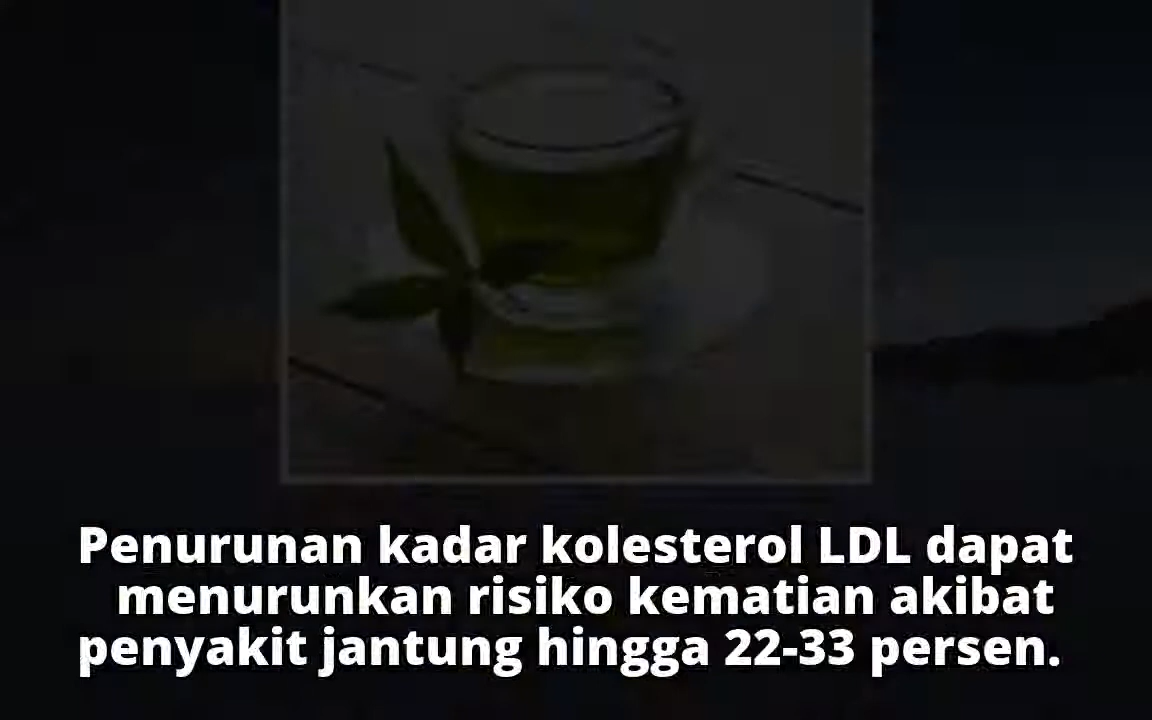 Penurunan kadar kolesterol LDL dapat
menurunkan risiko kematian akibat
penyakit jantung hingga 22-33 persen.